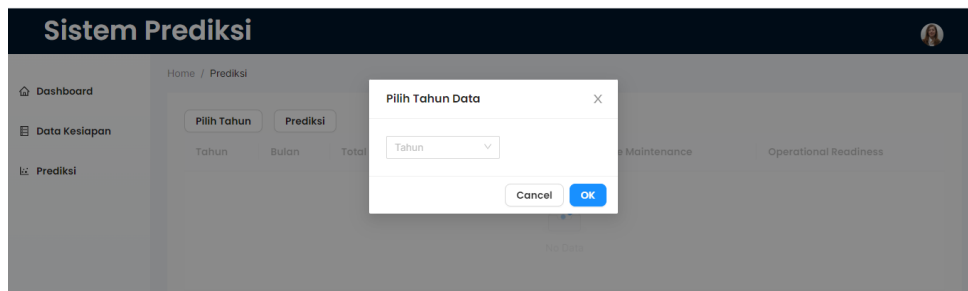 Sistem Prediksi
Home / Prediksi
Dashboard
Data Kesiapan
Prediksi
Pilih Tahun Prediksi
Pilih Tahun Data
Tahun
Cancel OK
Tahun Bulan Total Maintenance Operational Readiness
No Data